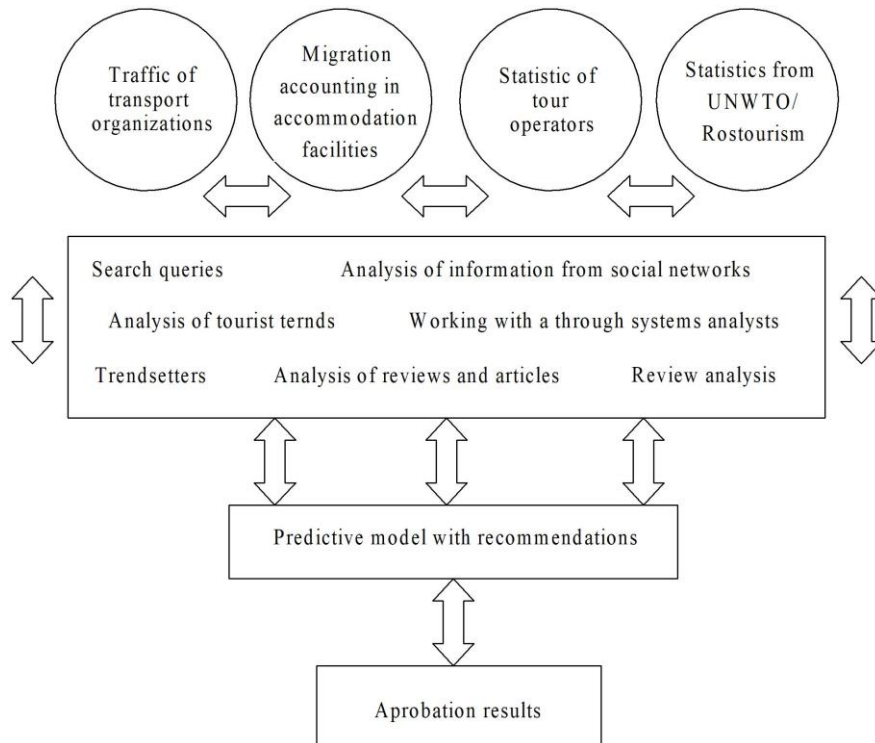 Traffic of
transport
organizations
Migration
accounting in
accommodation
facilities
Statistic of
tour
operators
Statistics from
UNWTO/
Rostourism
Search queries
Analysis of information from social networks
Analysis of tourist ternds
Working with a through systems analysts
Trendsetters
Analysis of reviews and articles
Review analysis
Predictive model with recommendations
Aprobation results